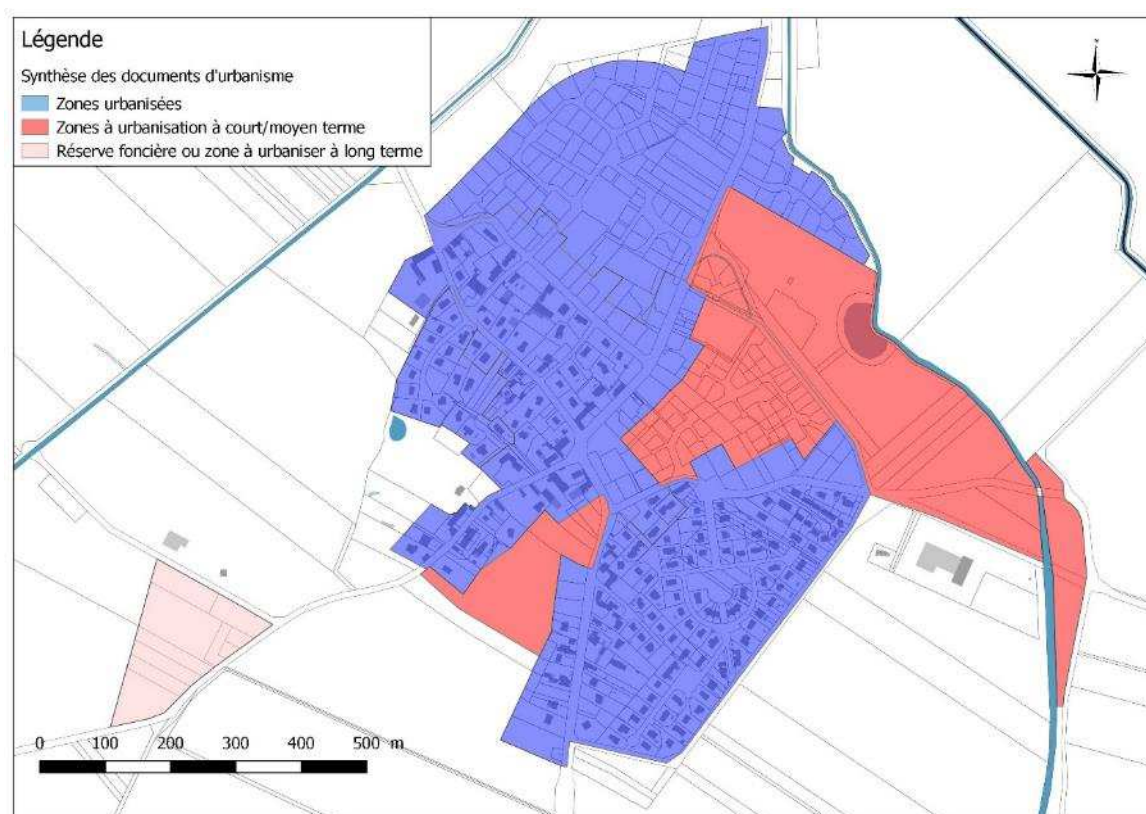 Légende
Synthèse des documents d'urbanisme
Zones urbanisées
Zones à urbanisation à court/moyen terme
Réserve foncière ou zone à urbaniser à long terme
0 100 200 300 400 500 m